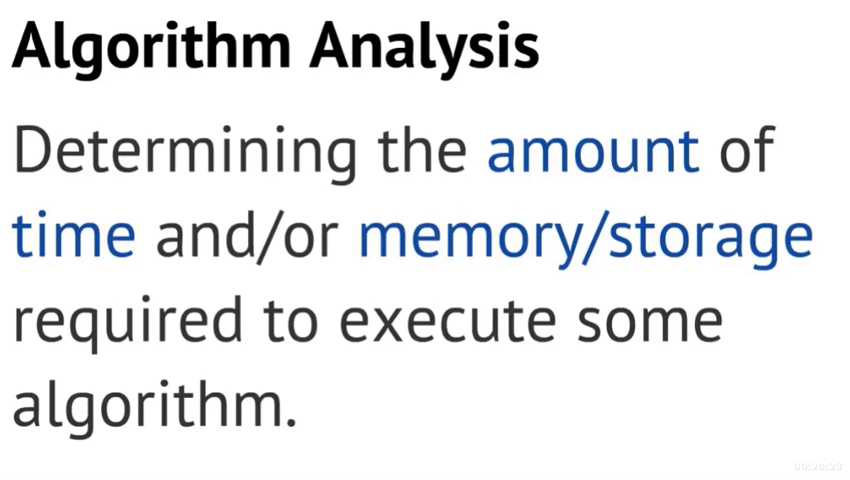 Algorithm Analysis
Determining the amount of
time and/or memory/storage
required to execute some
algorithm.